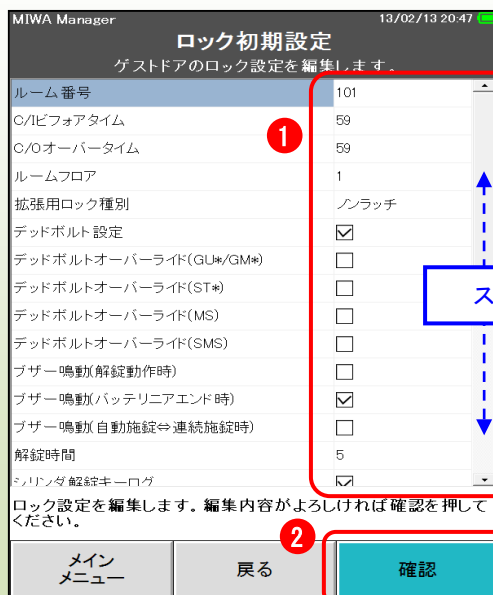 MIWA Manager 13/02/13 20:47
ロック初期設定
ゲストドアのロック設定を編集します。
ルーム番号 101
C/Iビフォアタイム 59
1
C/Oオーバータイム 59
ルームフロア 1
拡張用ロック種別 ノンラッチ
デッドボルト設定
デッドボルトオーバーライド(GU*/GM*)
デッドボルトオーバーライド(ST*)
ス
デッドボルトオーバーライド(MS)
デッドボルトオーバーライド(SMS)
ブザー鳴動(解錠動作時)
ブザー鳴動(バッテリニアエンド時)
ブザー鳴動(自動施錠⇔連続施錠時)
解錠時間 5
シリンダ解錠キーログ
ロック設定を編集します。編集内容がよろしければ確認を押して
ください。
2
メイン
メニュー
戻る
確認